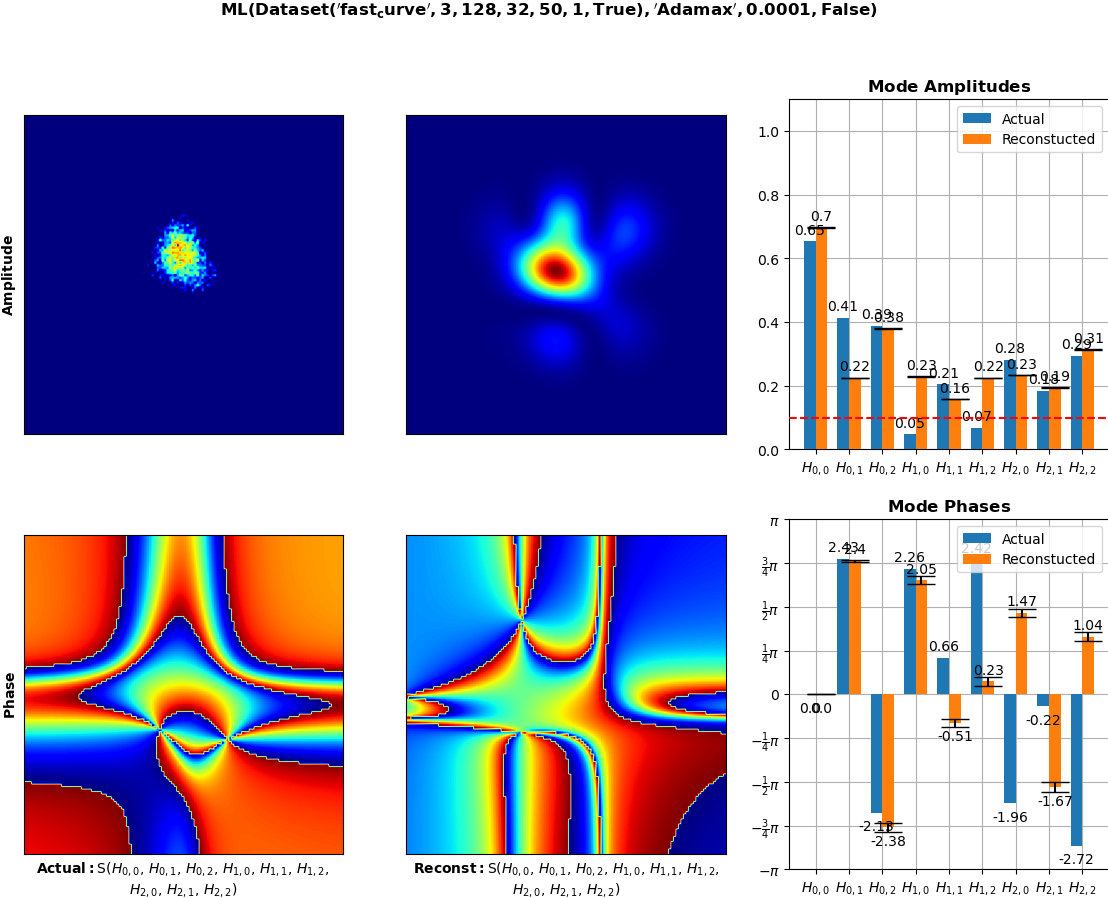 ML(Dataset('fast_curve', 3, 128, 32, 50, 1, True), 'Adamax', 0.0001, False)
Amplitude
Mode Amplitudes
Actual
Reconstucted
1.0
0.8
0.6
0.4
0.2
0.0
0.65 0.7
0.41 0.22
0.39 0.38
0.05 0.23
0.21 0.16
0.07 0.22
0.28 0.23
0.18 0.19
0.29 0.31
H0,0 H0,1 H0,2 H1,0 H1,1 H1,2 H2,0 H2,1 H2,2
Phase
Mode Phases
Actual
Reconstucted
π
3/4π
1/2π
1/4π
0
−1/4π
−1/2π
−3/4π
−π
0.0 0.0
2.43 2.4
-2.13 -2.38
2.26 2.05
0.66 -0.51
2.42 0.23
-1.96 1.47
-0.22 -1.67
-2.72 1.04
H0,0 H0,1 H0,2 H1,0 H1,1 H1,2 H2,0 H2,1 H2,2
Actual: S(H0,0, H0,1, H0,2, H1,0, H1,1, H1,2,
H2,0, H2,1, H2,2)
Reconst: S(H0,0, H0,1, H0,2, H1,0, H1,1, H1,2,
H2,0, H2,1, H2,2)